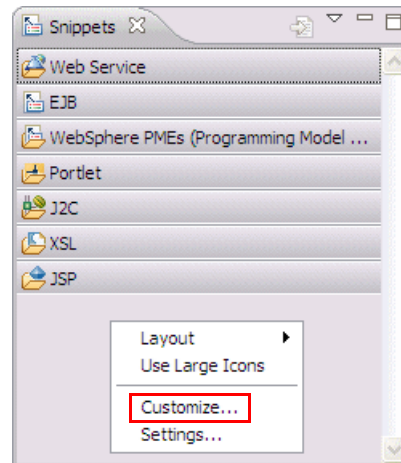 Snippets
Web Service
EJB
WebSphere PMEs (Programming Model ...
Portlet
J2C
XSL
JSP
Layout
Use Large Icons
Customize...
Settings...